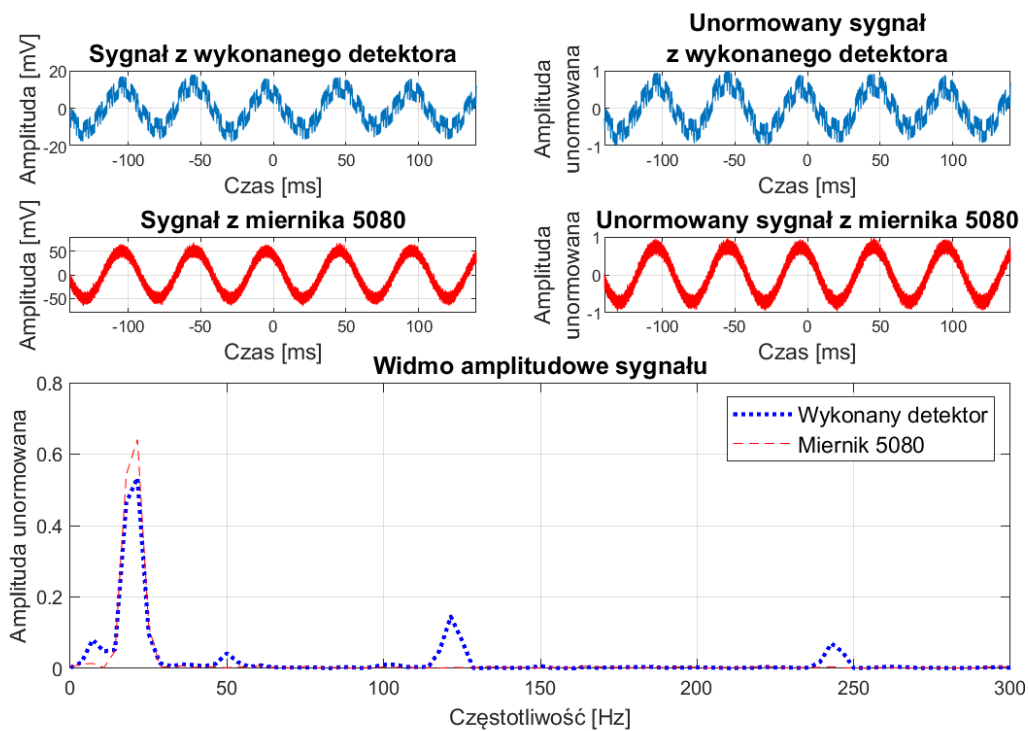 Sygnał z wykonanego detektora
Amplituda [mV]
20
0
-20
-100
-50
0
50
100
Czas [ms]
Unormowany sygnał
z wykonanego detektora
Amplituda
unormowana
1
0
-1
-100
-50
0
50
100
Czas [ms]
Sygnał z miernika 5080
Amplituda [mV]
50
0
-50
-100
-50
0
50
100
Czas [ms]
Unormowany sygnał z miernika 5080
Amplituda
unormowana
1
0
-1
-100
-50
0
50
100
Czas [ms]
Widmo amplitudowe sygnału
Amplituda unormowana
0.8
0.6
0.4
0.2
0
0
50
100
150
200
250
300
Częstotliwość [Hz]
Wykonany detektor
Miernik 5080